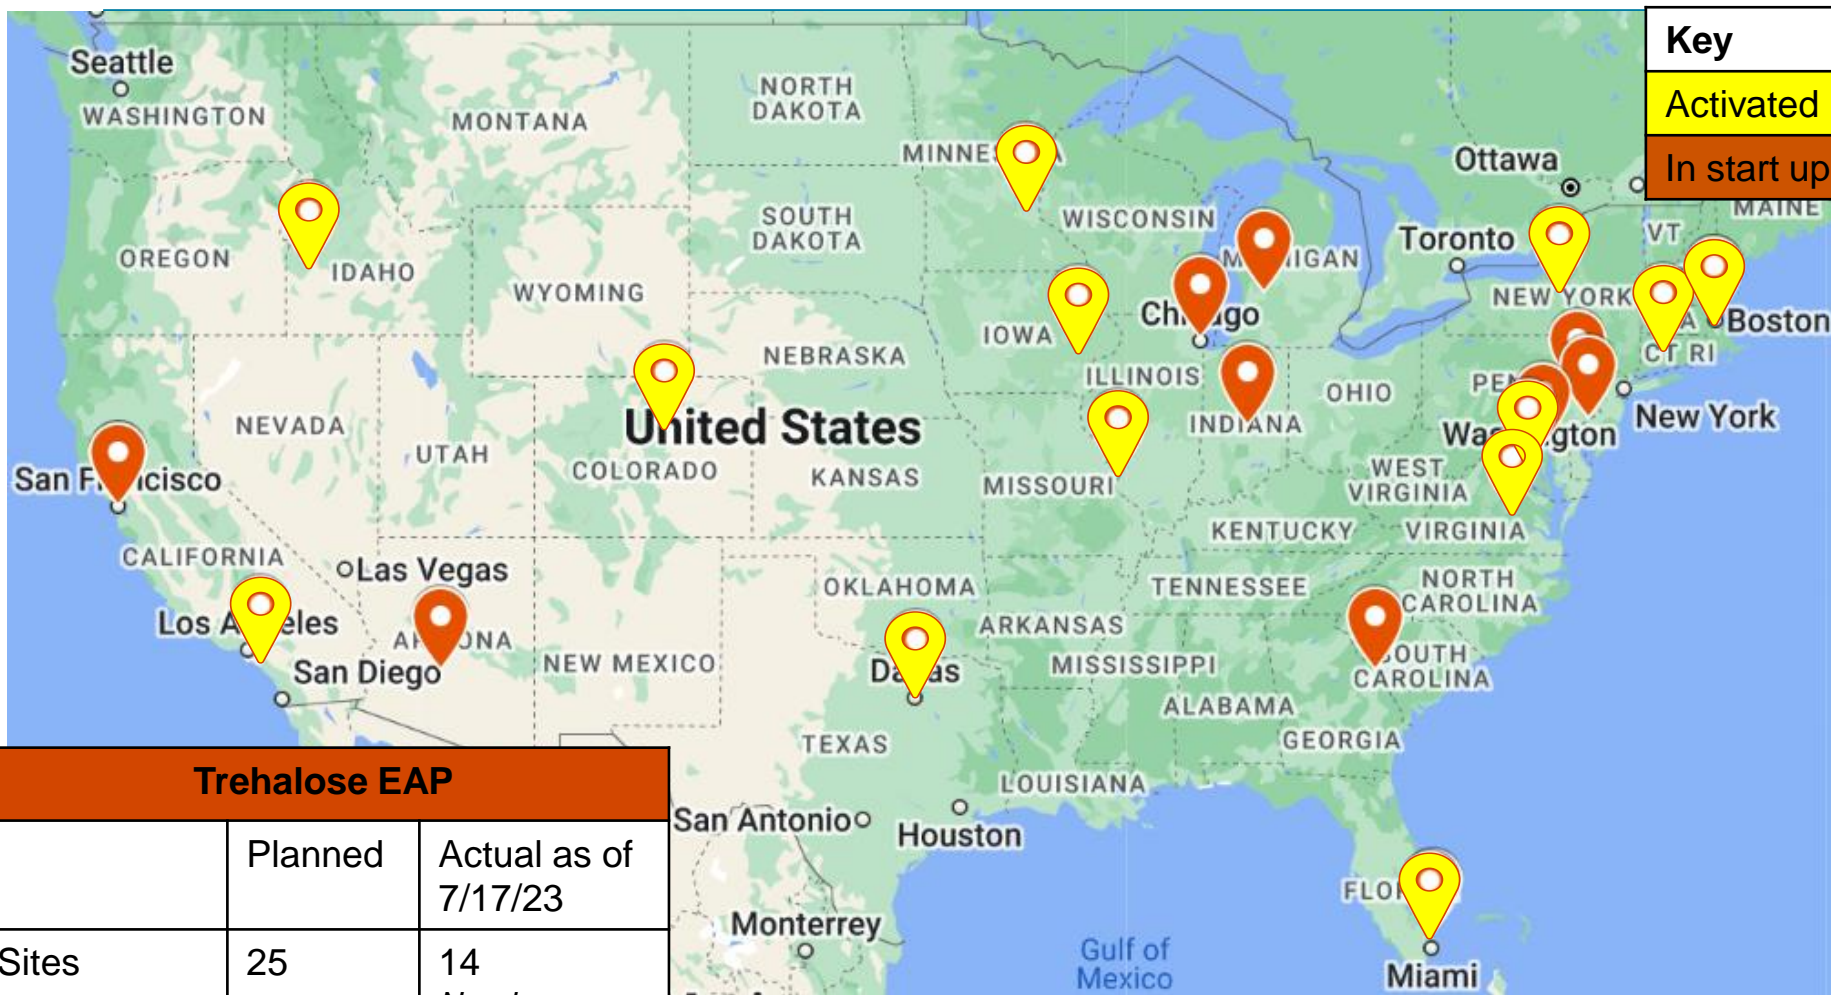 Key
Activated
In start up
Seattle
WASHINGTON
MONTANA
NORTH
DAKOTA
Ottawa
MAINE
SOUTH
DAKOTA
WISCONSIN
VT
OREGON
IDAHO
Toronto
WYOMING
NEW YORK
Boston
IOWA
NEBRASKA
CT RI
ILLINOIS
OHIO
New York
NEVADA
United States
INDIANA
UTAH
COLORADO
KANSAS
MISSOURI
WEST
VIRGINIA
KENTUCKY
VIRGINIA
CALIFORNIA
Las Vegas
OKLAHOMA
TENNESSEE
NORTH
CAROLINA
ARKANSAS
San Diego
NEW MEXICO
MISSISSIPPI
CAROLINA
ALABAMA
TEXAS
GEORGIA
LOUISIANA
San Antonio
Houston
Monterrey
Gulf of
Mexico
Miami
Trehalose EAP
Planned
Actual as of
7/17/23
Sites
25
14